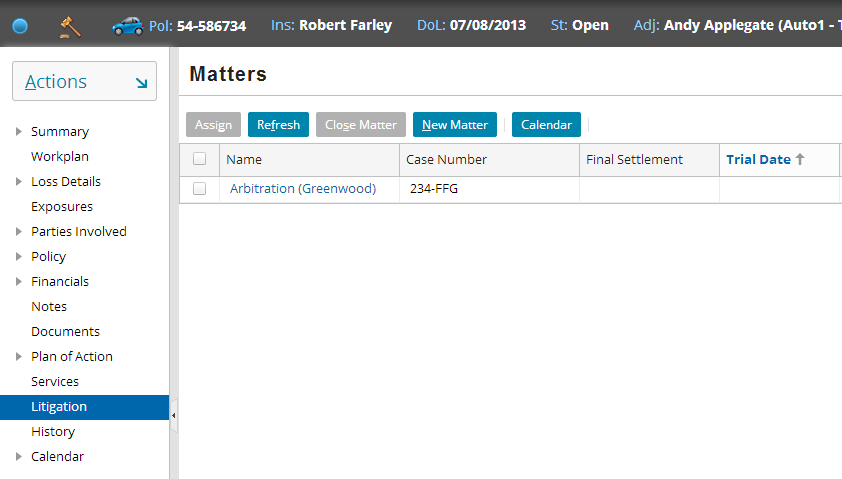 Pol: 54-586734 Ins: Robert Farley DoL: 07/08/2013 St: Open Adj: Andy Applegate (Auto1 -
Actions
Matters
Assign Refresh Close Matter New Matter Calendar
Name Case Number Final Settlement Trial Date
Arbitration (Greenwood) 234-FFG
Summary
Workplan
Loss Details
Exposures
Parties Involved
Policy
Financials
Notes
Documents
Plan of Action
Services
Litigation
History
Calendar